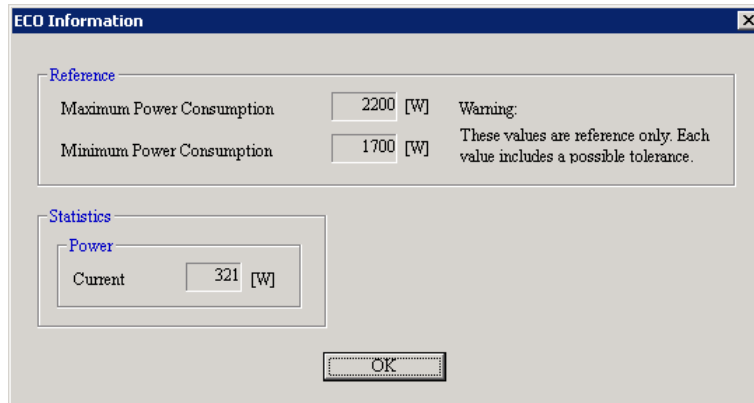 ECO Information
Reference
Maximum Power Consumption 2200 [W]
Minimum Power Consumption 1700 [W]
Warning:
These values are reference only. Each
value includes a possible tolerance.
Statistics
Power
Current 321 [W]
OK